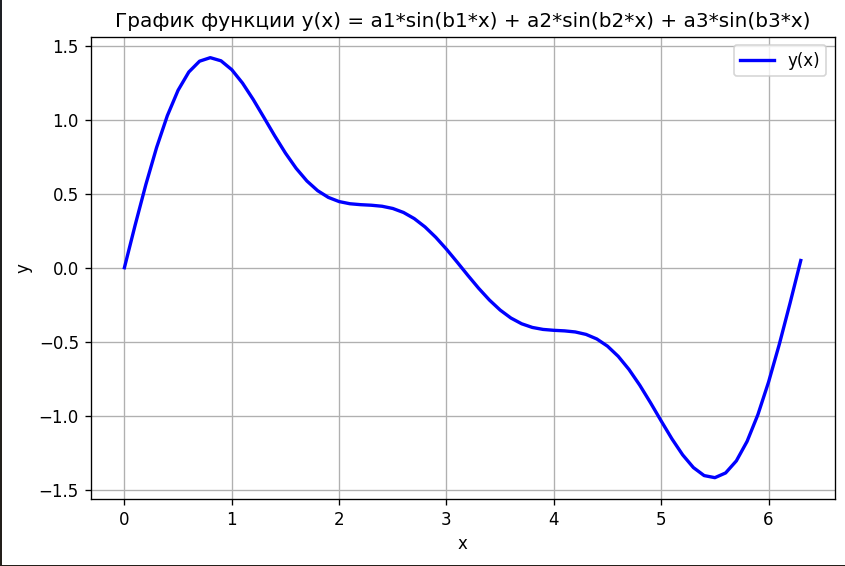 График функции y(x) = a1*sin(b1*x) + a2*sin(b2*x) + a3*sin(b3*x)
y(x)
1.5
1.0
0.5
0.0
−0.5
−1.0
−1.5
y
0 1 2 3 4 5 6
x